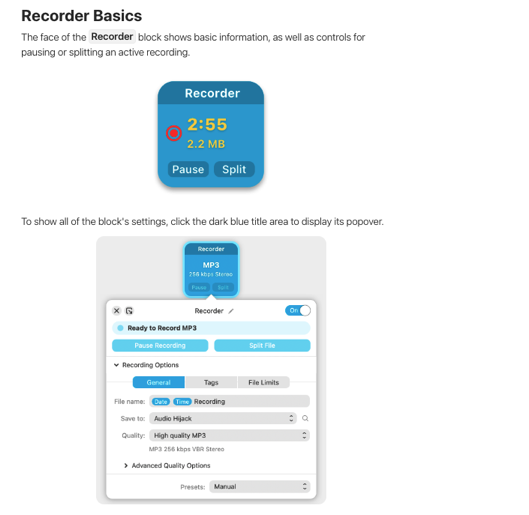 Recorder Basics
The face of the Recorder block shows basic information, as well as controls for
pausing or splitting an active recording.
Recorder
2:55
2.2 MB
Pause Split
To show all of the block's settings, click the dark blue title area to display its popover.
Recorder
MP3
256 kbps Stereo
Pause Split
Recorder On
Ready to Record MP3
Pause Recording Split File
Recording Options
General Tags File Limits
File name: Date Time Recording
Save to: Audio Hijack
Quality: High quality MP3
MP3 256 kbps VBR Stereo
Advanced Quality Options
Presets: Manual